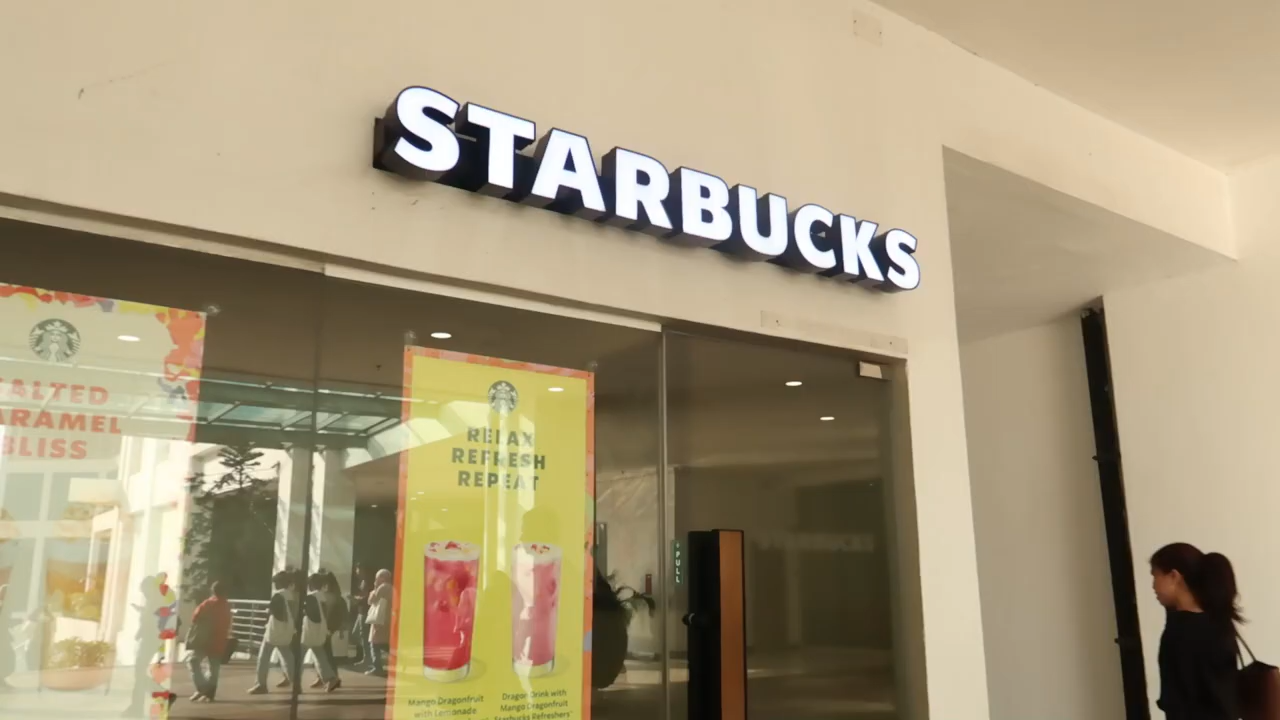 STARBUCKS
ALTED
ARAMEL
BLISS
RELAX
REFRESH
REPEAT
PULL
Mango Dragonfruit
with Lemonade
Dragon Drink with
Mango Dragonfruit
Starbucks Refreshers